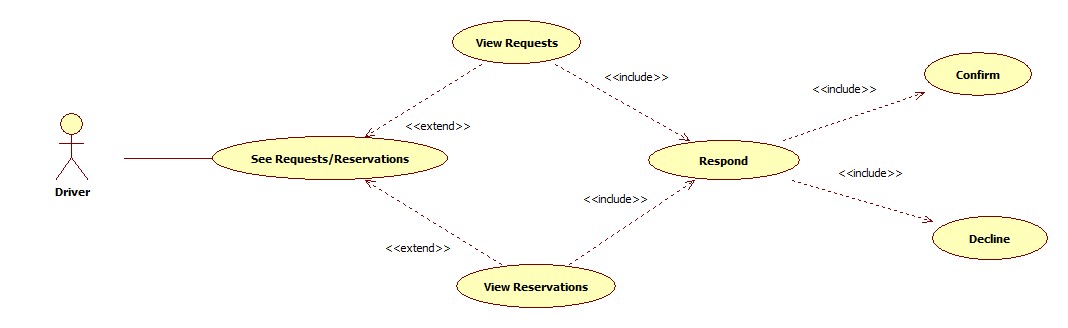 View Requests
<<include>>
Confirm
<<include>>
<<extend>>
See Requests/Reservations
Respond
<<include>>
Driver
<<include>>
Decline
<<extend>>
View Reservations